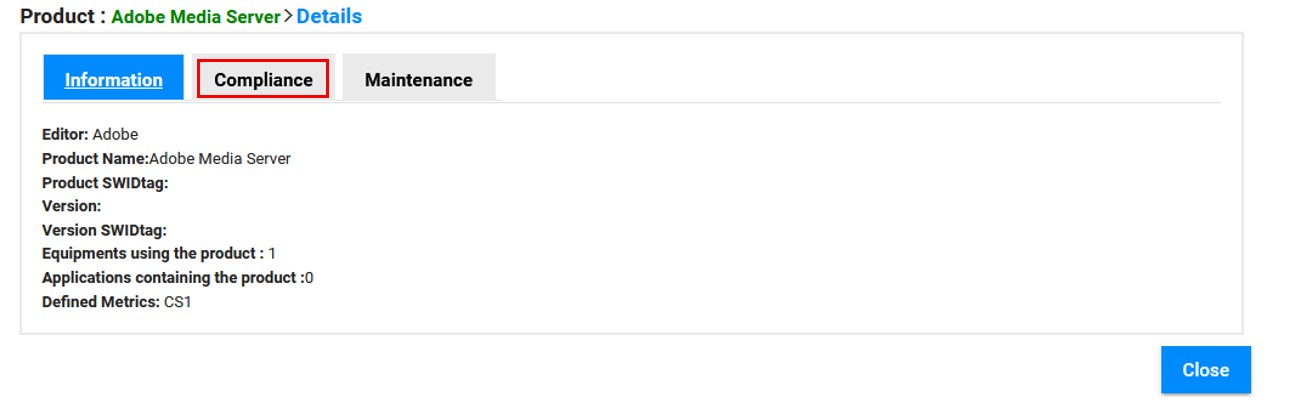 Product : Adobe Media Server > Details
Information Compliance Maintenance
Editor: Adobe
Product Name:Adobe Media Server
Product SWIDtag:
Version:
Version SWIDtag:
Equipments using the product : 1
Applications containing the product :0
Defined Metrics: CS1
Close